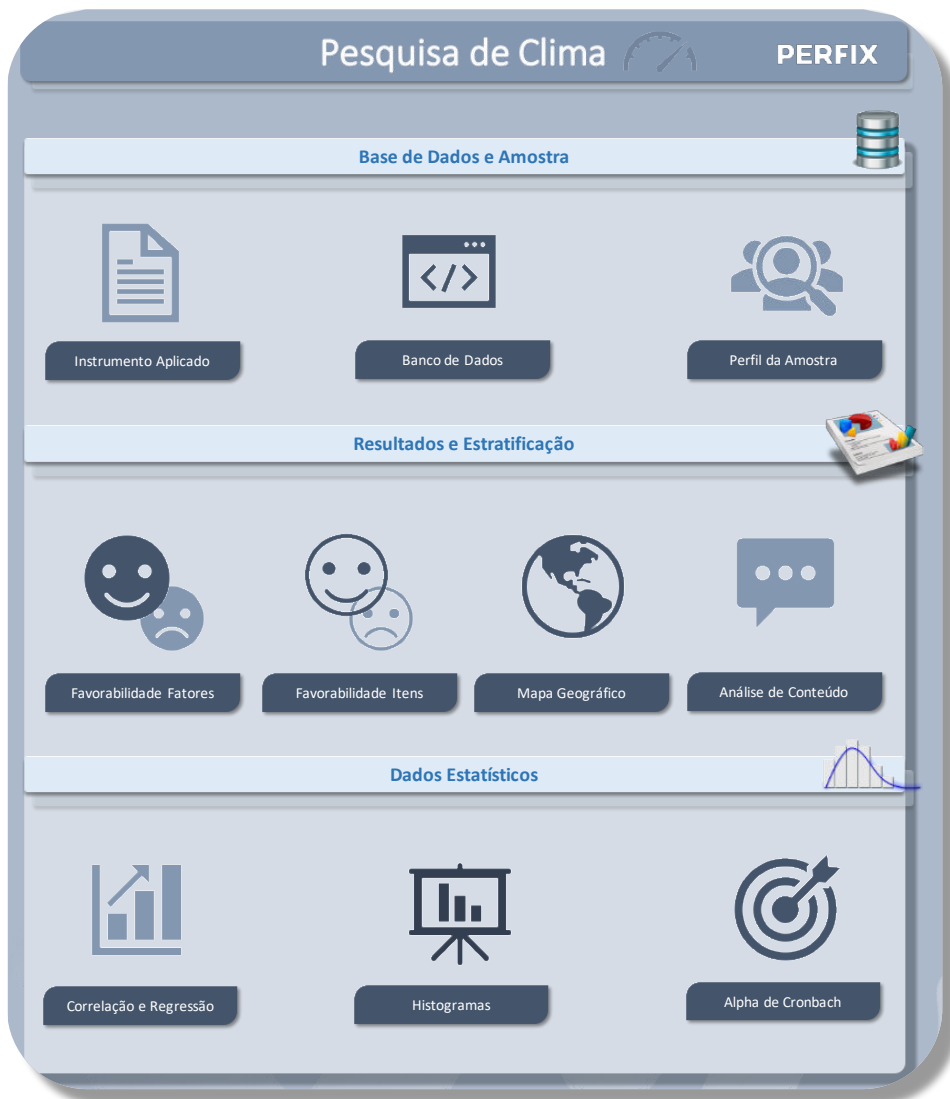 Pesquisa de Clima
PERFIX
Base de Dados e Amostra
</>
Instrumento Aplicado
Banco de Dados
Perfil da Amostra
Resultados e Estratificação
Favorabilidade Fatores
Favorabilidade Itens
Mapa Geográfico
Análise de Conteúdo
Dados Estatísticos
Correlação e Regressão
Histogramas
Alpha de Cronbach